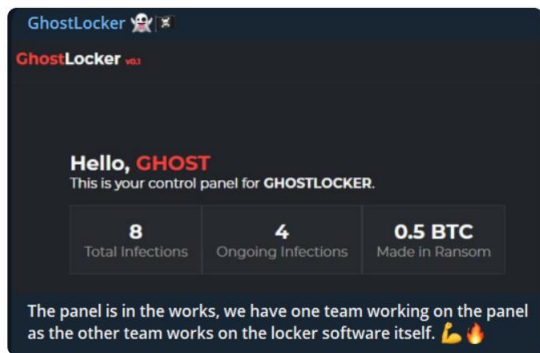 GhostLocker 👻
GhostLocker v0.1
Hello, GHOST
This is your control panel for GHOSTLOCKER.
8 4 0.5 BTC
Total Infections Ongoing Infections Made in Ransom
The panel is in the works, we have one team working on the panel
as the other team works on the locker software itself. 💪🔥